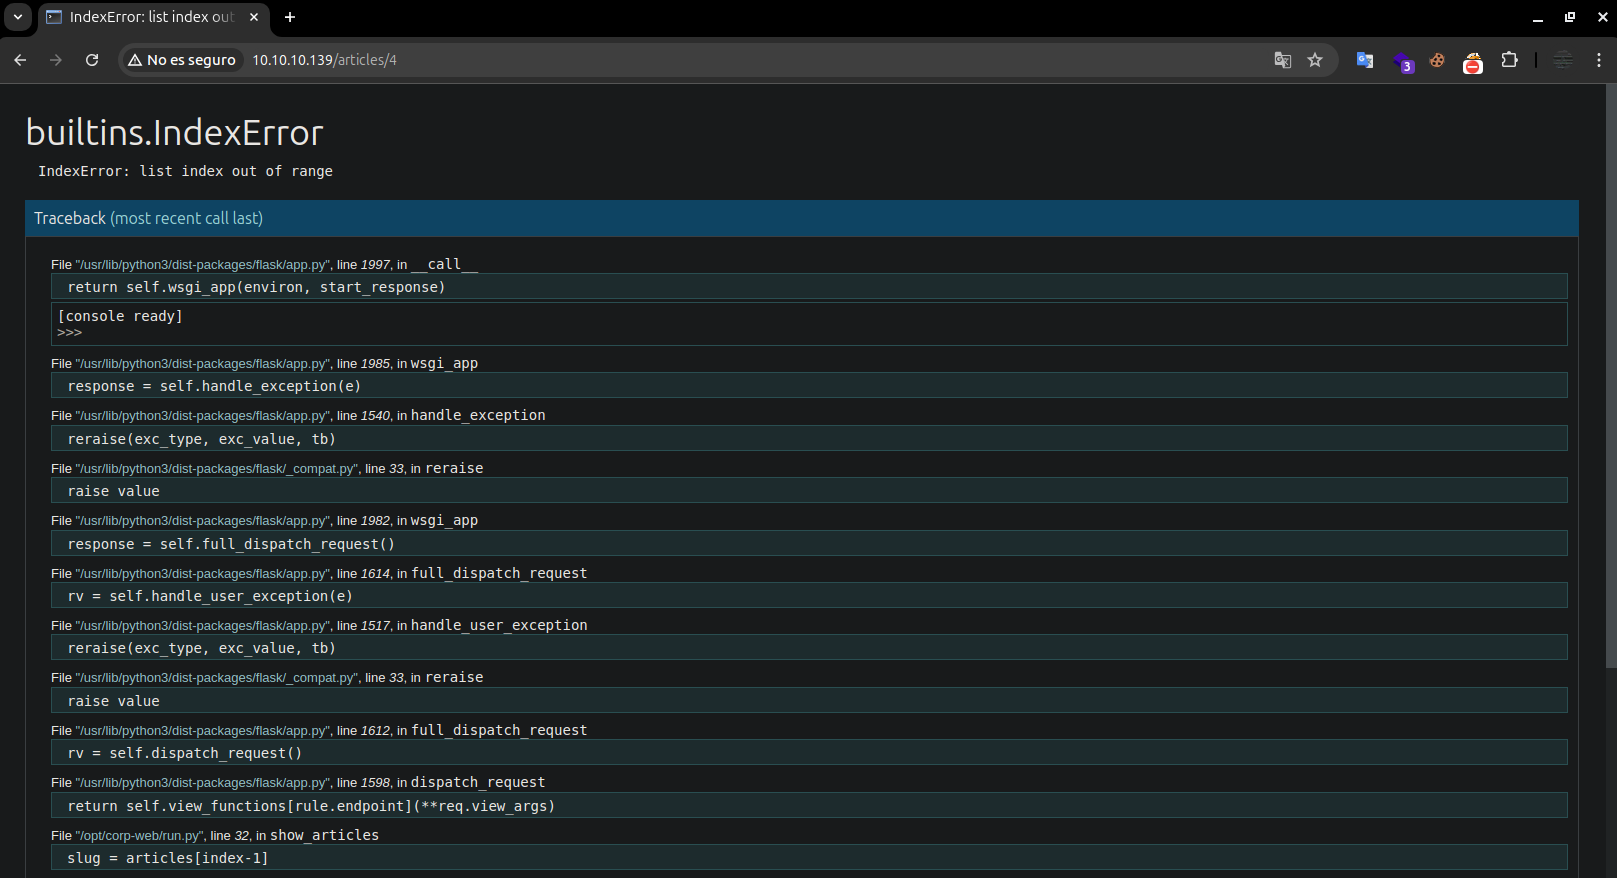 IndexError: list index out
No es seguro 10.10.10.139/articles/4
3
builtins.IndexError
IndexError: list index out of range
Traceback (most recent call last)
File "/usr/lib/python3/dist-packages/flask/app.py", line 1997, in __call__
return self.wsgi_app(environ, start_response)
[console ready]
>>>
File "/usr/lib/python3/dist-packages/flask/app.py", line 1985, in wsgi_app
response = self.handle_exception(e)
File "/usr/lib/python3/dist-packages/flask/app.py", line 1540, in handle_exception
reraise(exc_type, exc_value, tb)
File "/usr/lib/python3/dist-packages/flask/_compat.py", line 33, in reraise
raise value
File "/usr/lib/python3/dist-packages/flask/app.py", line 1982, in wsgi_app
response = self.full_dispatch_request()
File "/usr/lib/python3/dist-packages/flask/app.py", line 1614, in full_dispatch_request
rv = self.handle_user_exception(e)
File "/usr/lib/python3/dist-packages/flask/app.py", line 1517, in handle_user_exception
reraise(exc_type, exc_value, tb)
File "/usr/lib/python3/dist-packages/flask/_compat.py", line 33, in reraise
raise value
File "/usr/lib/python3/dist-packages/flask/app.py", line 1612, in full_dispatch_request
rv = self.dispatch_request()
File "/usr/lib/python3/dist-packages/flask/app.py", line 1598, in dispatch_request
return self.view_functions[rule.endpoint](**req.view_args)
File "/opt/corp-web/run.py", line 32, in show_articles
slug = articles[index-1]